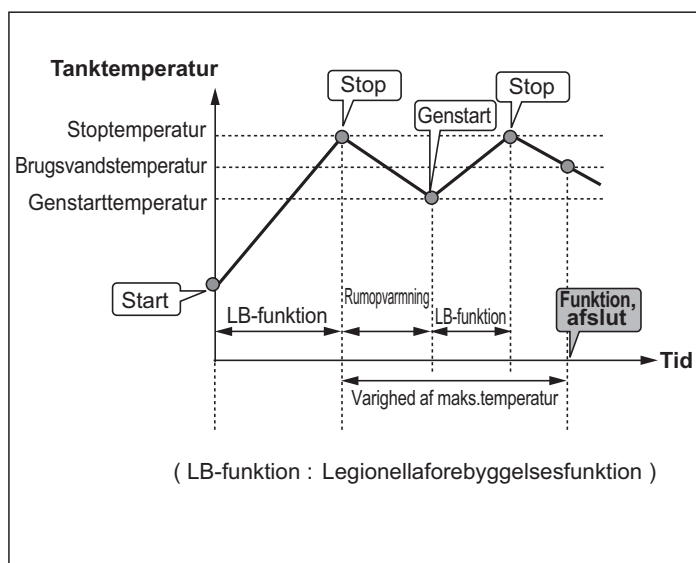 Tanktemperatur
Stop
Stop
Genstart
Stoptemperatur
Brugsvandstemperatur
Genstarttemperatur
Start
LB-funktion
Rumopvarmning
LB-funktion
Funktion,
afslut
Tid
Varighed af maks.temperatur
( LB-funktion : Legionellaforebyggelsesfunktion )